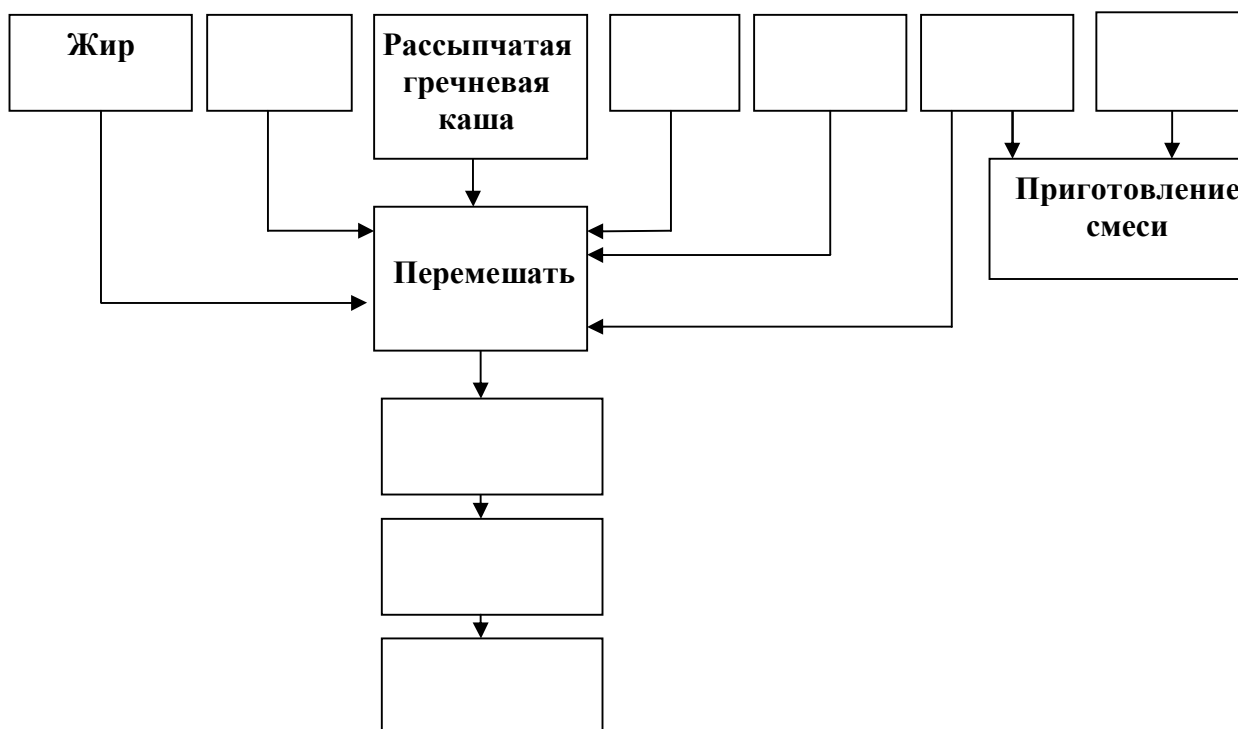 Жир
Рассыпчатая
гречневая
каша
Приготовление
смеси
Перемешать